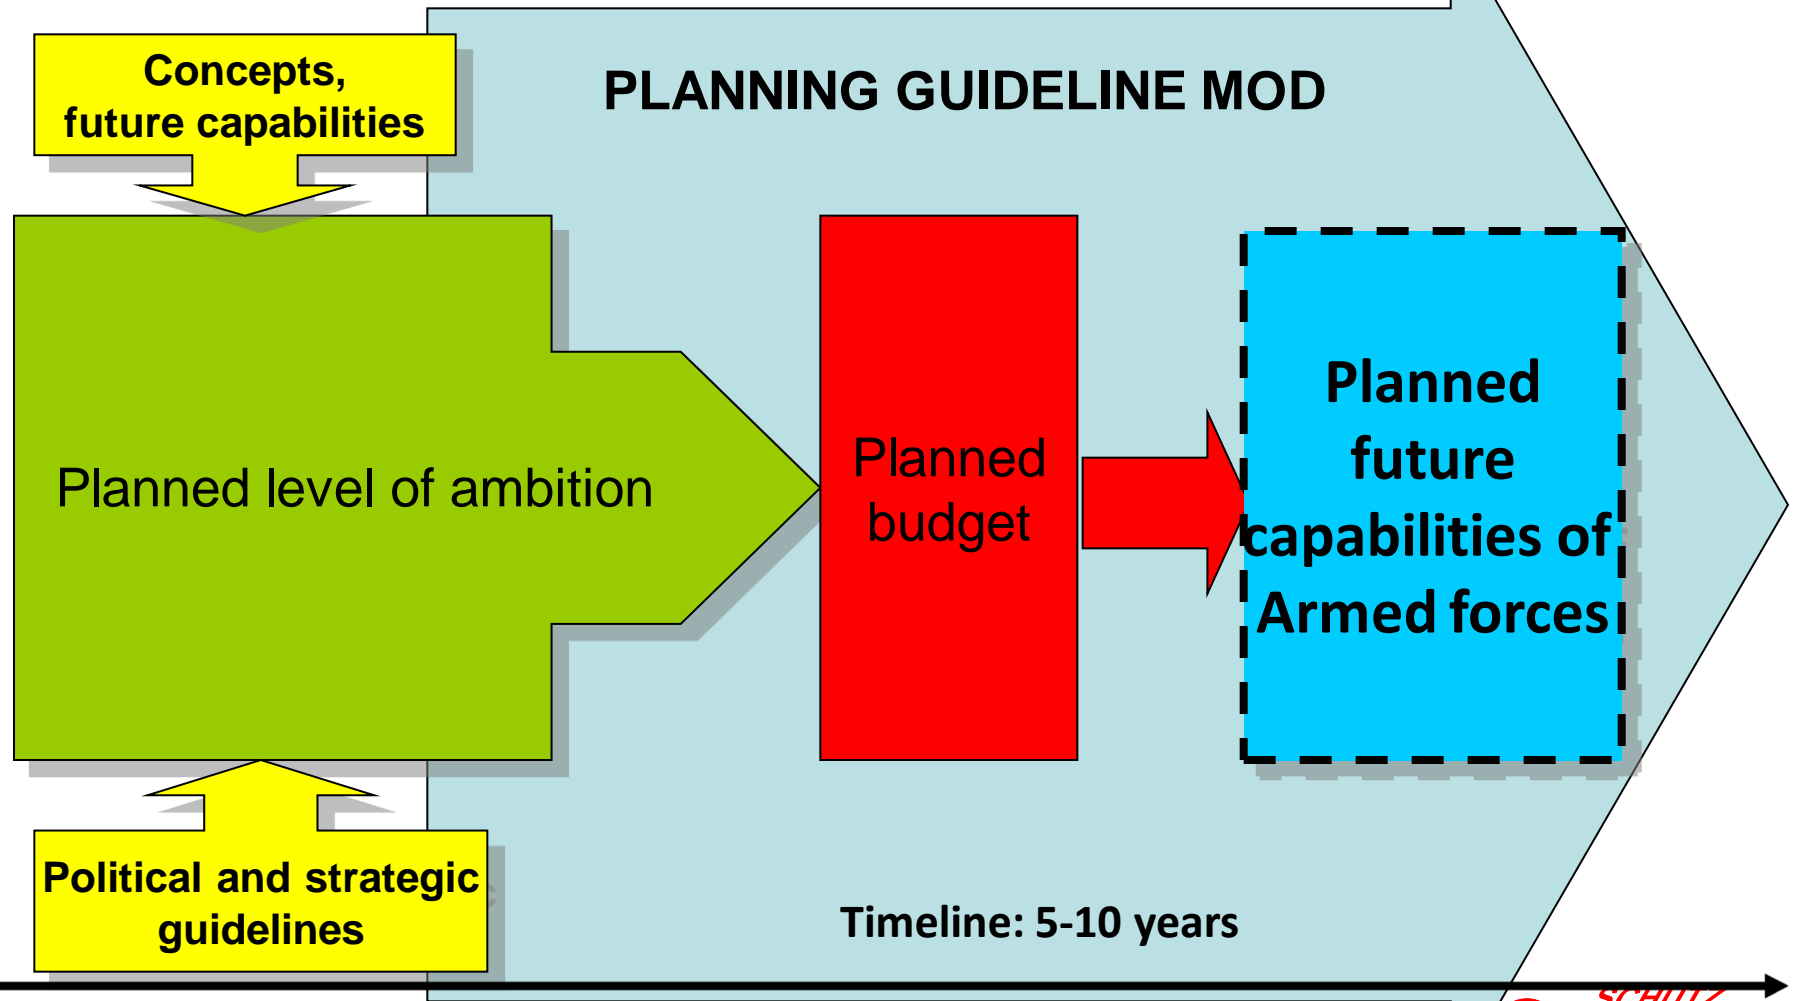 Concepts,
future capabilities
PLANNING GUIDELINE MOD
Planned level of ambition
Planned
budget
Planned
future
capabilities of
Armed forces
Political and strategic
guidelines
Timeline: 5-10 years
SCHUTZ